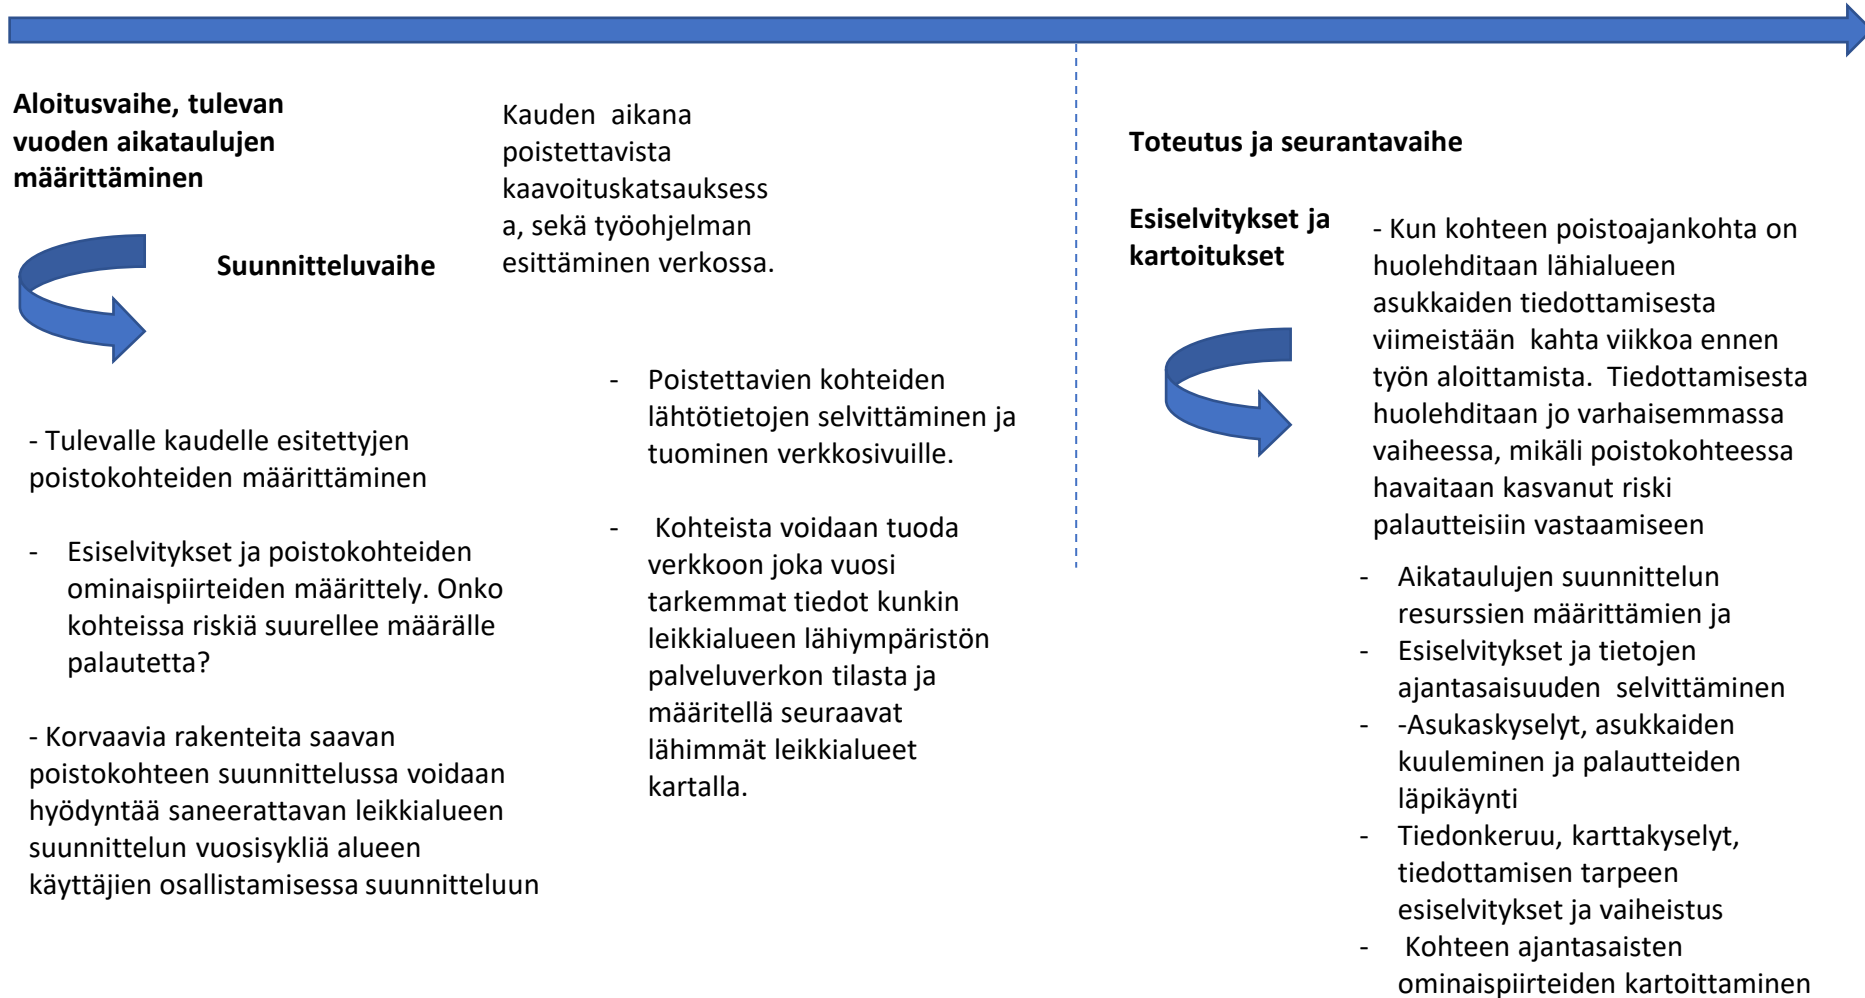 Aloitusvaihe, tulevan
vuoden aikataulujen
määrittäminen
Suunnitteluvaihe
Kauden  aikana
poistettavista
kaavoituskatsauksess
a, sekä työohjelman
esittäminen verkossa.
- Tulevalle kaudelle esitettyjen
poistokohteiden määrittäminen
- Esiselvitykset ja poistokohteiden
ominaispiirteiden määrittely. Onko
kohteissa riskiä suurellee määrälle
palautetta?
- Korvaavia rakenteita saavan
poistokohteen suunnittelussa voidaan
hyödyntää saneerattavan leikkialueen
suunnittelun vuosisykliä alueen
käyttäjien osallistamisessa suunnitteluun
- Poistettavien kohteiden
lähtötietojen selvittäminen ja
tuominen verkkosivuille.
- Kohteista voidaan tuoda
verkkoon joka vuosi
tarkemmat tiedot kunkin
leikkialueen lähiympäristön
palveluverkon tilasta ja
määritellä seuraavat
lähimmät leikkialueet
kartalla.
Toteutus ja seurantavaihe
Esiselvitykset ja
kartoitukset
- Kun kohteen poistoajankohta on
huolehditaan lähialueen
asukkaiden tiedottamisesta
viimeistään  kahta viikkoa ennen
työn aloittamista.  Tiedottamisesta
huolehditaan jo varhaisemmassa
vaiheessa, mikäli poistokohteessa
havaitaan kasvanut riski
palautteisiin vastaamiseen
- Aikataulujen suunnittelun
resurssien määrittämien ja
- Esiselvitykset ja tietojen
ajantasaisuuden  selvittäminen
- -Asukaskyselyt, asukkaiden
kuuleminen ja palautteiden
läpikäynti
- Tiedonkeruu, karttakyselyt,
tiedottamisen tarpeen
esiselvitykset ja vaiheistus
- Kohteen ajantasaisten
ominaispiirteiden kartoittaminen